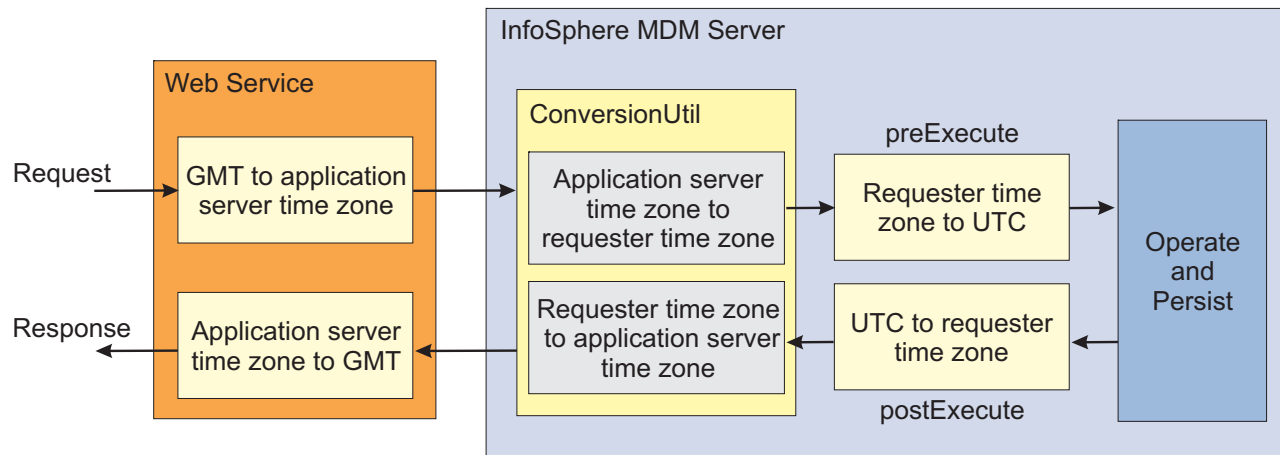 InfoSphere MDM Server
Web Service
ConversionUtil
preExecute
Request
GMT to application
server time zone
Application server
time zone to
requester time zone
Requester time
zone to UTC
Operate
and
Persist
Response
Application server
time zone to GMT
Requester time zone
to application server
time zone
UTC to requester
time zone
postExecute